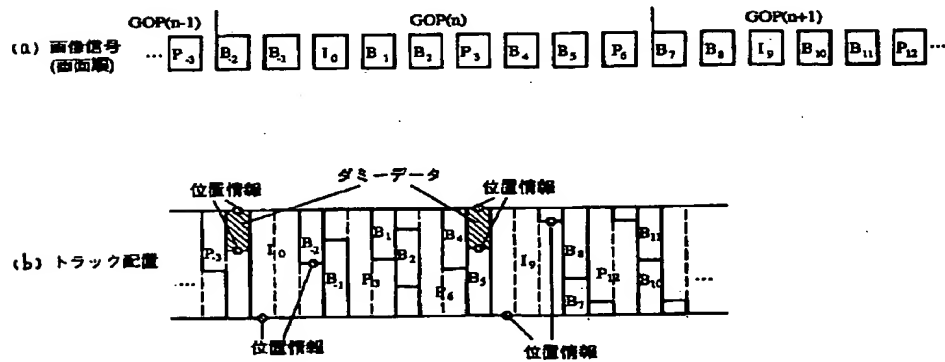 GOP(n-1) GOP(n) GOP(n+1)
(a) 画像信号 ... P-3 B-2 B-1 I0 B1 B2 P3 B4 B5 P6 B7 B8 I9 B10 B11 P12 ...
(画面順)
位置情報 ダミーデータ 位置情報
(b) トラック配置
P-3 I0 B-2 B-1 P3 B1 B2 B4 P6 B5 I9 B8 B7 P12 B11 B10
.... ....
位置情報 位置情報